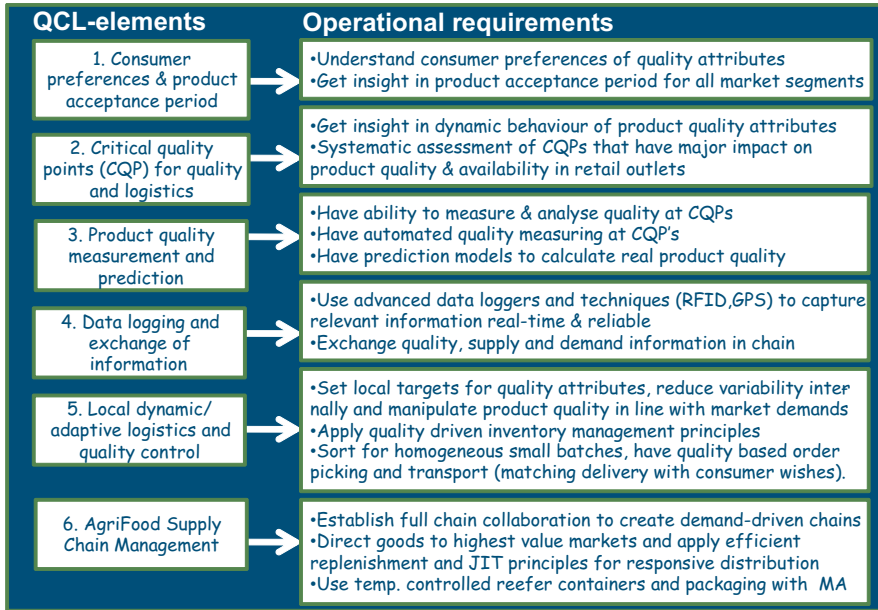 QCL-elements
Operational requirements
1. Consumer
preferences & product
acceptance period
•Understand consumer preferences of quality attributes
•Get insight in product acceptance period for all market segments
2. Critical quality
points (CQP) for quality
and logistics
•Get insight in dynamic behaviour of product quality attributes
•Systematic assessment of CQPs that have major impact on
product quality & availability in retail outlets
3. Product quality
measurement and
prediction
•Have ability to measure & analyse quality at CQPs
•Have automated quality measuring at CQP's
•Have prediction models to calculate real product quality
4. Data logging and
exchange of
information
•Use advanced data loggers and techniques (RFID,GPS) to capture
relevant information real-time & reliable
•Exchange quality, supply and demand information in chain
5. Local dynamic/
adaptive logistics and
quality control
•Set local targets for quality attributes, reduce variability inter
nally and manipulate product quality in line with market demands
•Apply quality driven inventory management principles
•Sort for homogeneous small batches, have quality based order
picking and transport (matching delivery with consumer wishes).
6. AgriFood Supply
Chain Management
•Establish full chain collaboration to create demand-driven chains
•Direct goods to highest value markets and apply efficient
replenishment and JIT principles for responsive distribution
•Use temp. controlled reefer containers and packaging with MA